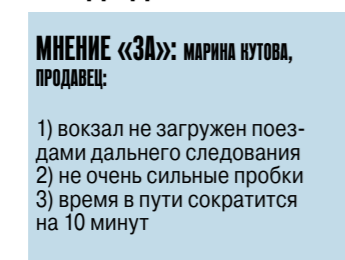 МНЕНИЕ «ЗА»: МАРИНА КУТОВА,
ПРОДАВЕЦ:
1) вокзал не загружен поез-
дами дальнего следования
2) не очень сильные пробки
3) время в пути сократится
на 10 минут